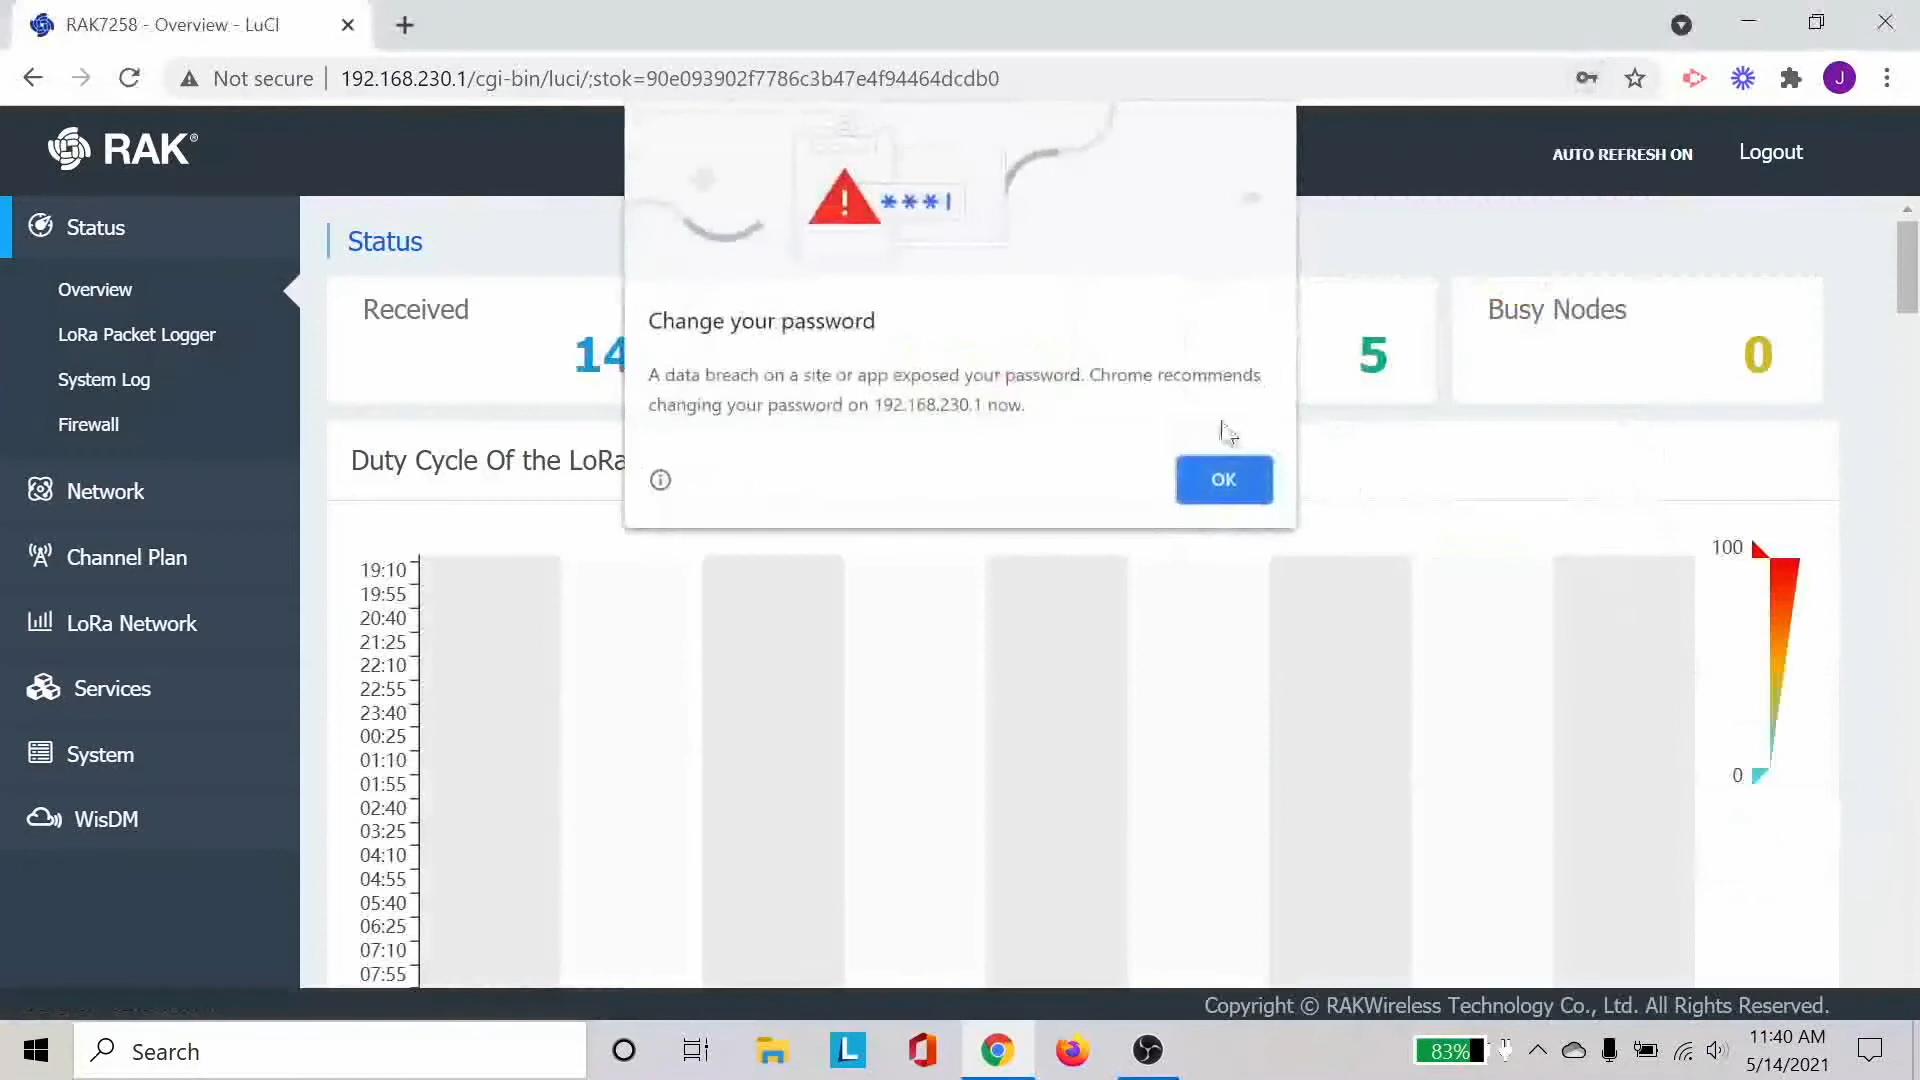 RAK7258 - Overview - LuCI
Not secure 192.168.230.1/cgi-bin/luci/;stok=90e093902f7786c3b47e4f94464dcdb0
J
RAK®
AUTO REFRESH ON
Logout
Status
Overview
LoRa Packet Logger
System Log
Firewall
Network
Channel Plan
LoRa Network
Services
System
WisDM
Status
Received
14
5
Busy Nodes
0
***
Change your password
A data breach on a site or app exposed your password. Chrome recommends
changing your password on 192.168.230.1 now.
OK
Duty Cycle Of the LoRa
19:10
19:55
20:40
21:25
22:10
22:55
23:40
00:25
01:10
01:55
02:40
03:25
04:10
04:55
05:40
06:25
07:10
07:55
100
0
Copyright © RAKWireless Technology Co., Ltd. All Rights Reserved.
Search
L
83%
11:40 AM
5/14/2021